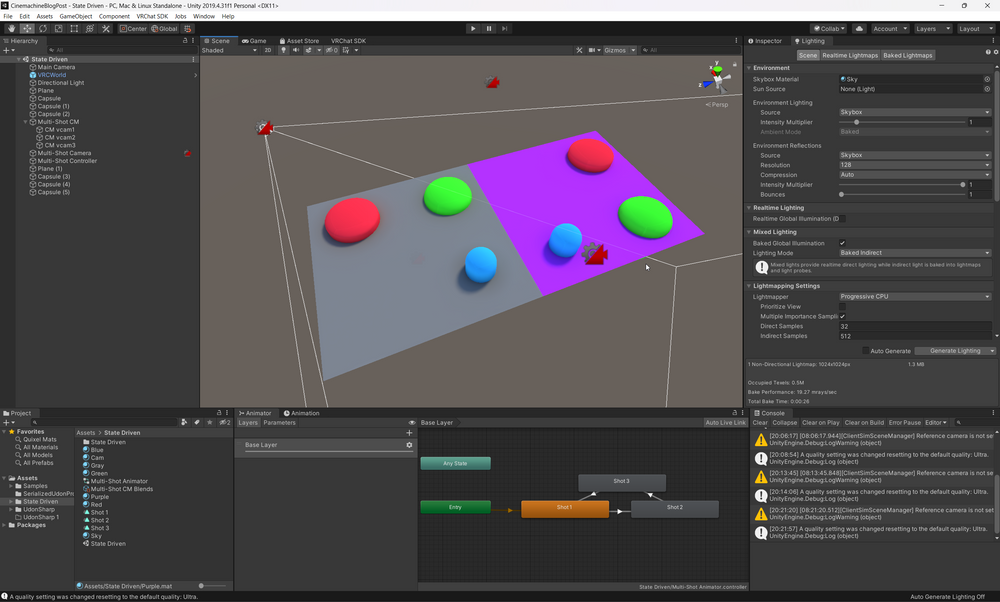 CinemachineBlogPost - State Driven - PC, Mac & Linux Standalone - Unity 2019.4.31f1 Personal <DX11>
File Edit Assets GameObject Component VRChat SDK Jobs Window Help
Center Global Collab Account Layers Layout
Hierarchy
All
State Driven
Main Camera
VRCWorld
Directional Light
Plane
Capsule
Capsule (1)
Capsule (2)
Multi-Shot CM
CM vcam1
CM vcam2
CM vcam3
Multi-Shot Camera
Multi-Shot Controller
Plane (1)
Capsule (3)
Capsule (4)
Capsule (5)
Scene Game Asset Store VRChat SDK
Shaded 2D 0 Gizmos All
y
x
z
Persp
Inspector Lighting
Scene Realtime Lightmaps Baked Lightmaps
Environment
Skybox Material Sky
Sun Source None (Light)
Environment Lighting
Source Skybox
Intensity Multiplier 1
Ambient Mode Baked
Environment Reflections
Source Skybox
Resolution 128
Compression Auto
Intensity Multiplier 1
Bounces 1
Realtime Lighting
Realtime Global Illumination (D
Mixed Lighting
Baked Global Illumination
Lighting Mode Baked Indirect
Mixed lights provide realtime direct lighting while indirect light is baked into lightmaps
and light probes.
Lightmapping Settings
Lightmapper Progressive CPU
Prioritize View
Multiple Importance Sampli
Direct Samples 32
Indirect Samples 512
Auto Generate Generate Lighting
1 Non-Directional Lightmap: 1024x1024px 1.3 MB
Occupied Texels: 0.5M
Bake Performance: 19.27 mrays/sec
Total Bake Time: 0:00:26
Project
2
Favorites
Quixel Mats
All Materials
All Models
All Prefabs
Assets
Samples
SerializedUdonPr
State Driven
UdonSharp
UdonSharp 1
Packages
Assets > State Driven
State Driven
Blue
Cam
Gray
Green
Multi-Shot Animator
Multi-Shot CM Blends
Purple
Red
Shot 1
Shot 2
Shot 3
Sky
State Driven
Assets/State Driven/Purple.mat
Animator Animation
Layers Parameters Base Layer Auto Live Link
Base Layer
Any State
Shot 3
Entry
Shot 1
Shot 2
State Driven/Multi-Shot Animator.controller
Console
Clear Collapse Clear on Play Clear on Build Error Pause Editor
[20:06:17] [08:06:17.944][ClientSimSceneManager] Reference camera is not se
UnityEngine.Debug:LogWarning (object)
[20:08:54] A quality setting was changed resetting to the default quality: Ultra.
UnityEngine.Debug:Log (object)
[20:13:45] [08:13:45.848][ClientSimSceneManager] Reference camera is not set
UnityEngine.Debug:LogWarning (object)
[20:14:06] A quality setting was changed resetting to the default quality: Ultra.
UnityEngine.Debug:Log (object)
[20:21:20] [08:21:20.512][ClientSimSceneManager] Reference camera is not set
UnityEngine.Debug:LogWarning (object)
[20:21:57] A quality setting was changed resetting to the default quality: Ultra.
UnityEngine.Debug:Log (object)
A quality setting was changed resetting to the default quality: Ultra.
Auto Generate Lighting Off